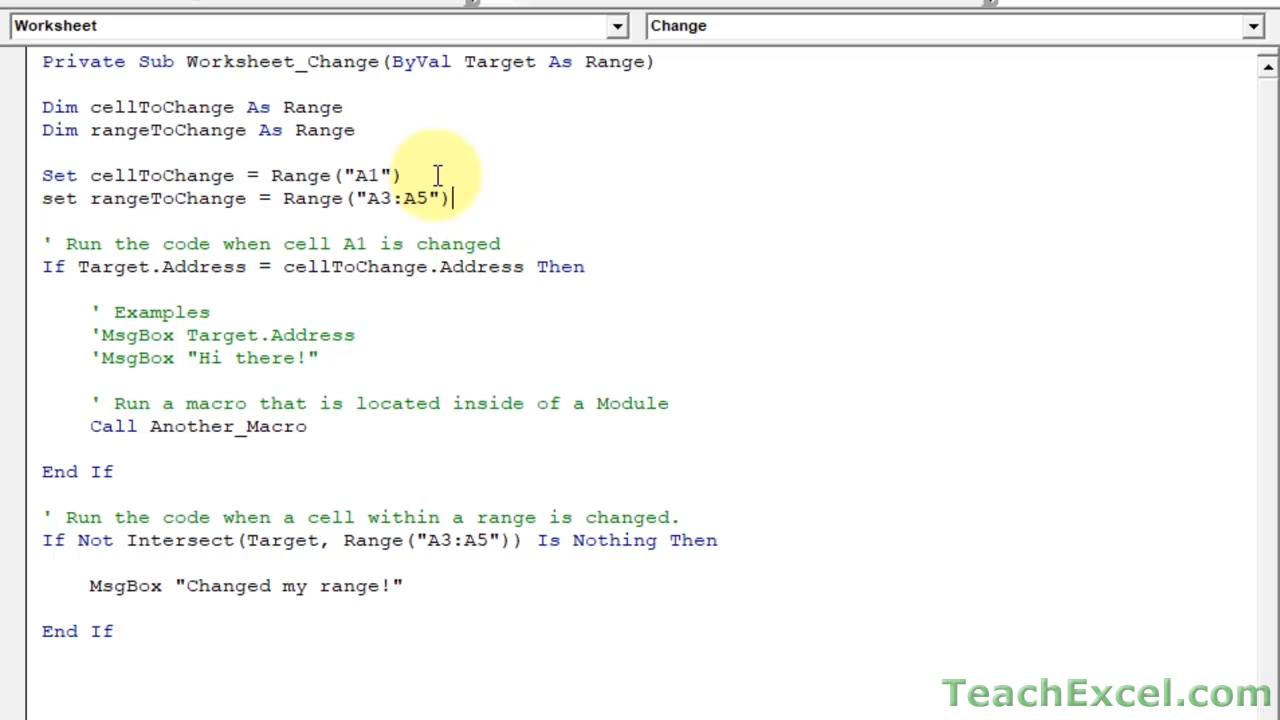 Worksheet
Change
Private Sub Worksheet_Change(ByVal Target As Range)
Dim cellToChange As Range
Dim rangeToChange As Range
Set cellToChange = Range("A1")
set rangeToChange = Range("A3:A5")
' Run the code when cell A1 is changed
If Target.Address = cellToChange.Address Then
' Examples
'MsgBox Target.Address
'MsgBox "Hi there!"
' Run a macro that is located inside of a Module
Call Another_Macro
End If
' Run the code when a cell within a range is changed.
If Not Intersect(Target, Range("A3:A5")) Is Nothing Then
MsgBox "Changed my range!"
End If
TeachExcel.com